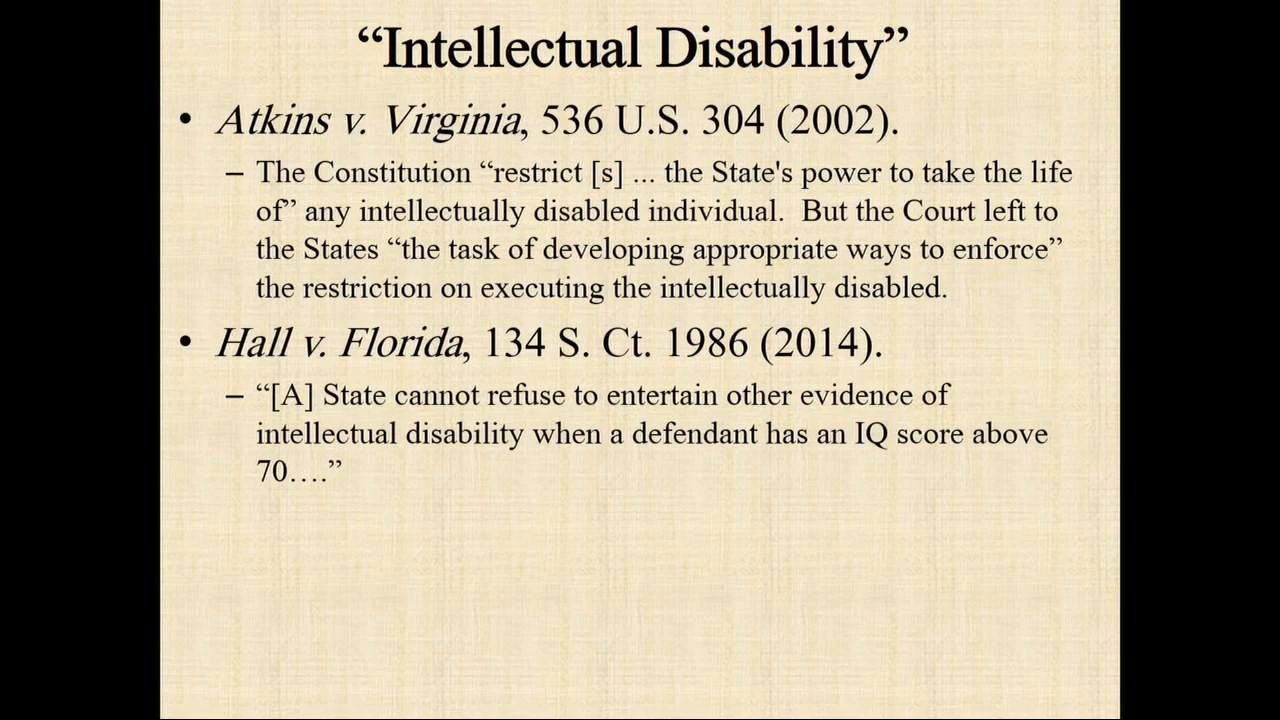 “Intellectual Disability”
• Atkins v. Virginia, 536 U.S. 304 (2002).
– The Constitution “restrict [s] ... the State's power to take the life
of” any intellectually disabled individual.  But the Court left to
the States “the task of developing appropriate ways to enforce”
the restriction on executing the intellectually disabled.
• Hall v. Florida, 134 S. Ct. 1986 (2014).
– “[A] State cannot refuse to entertain other evidence of
intellectual disability when a defendant has an IQ score above
70….”